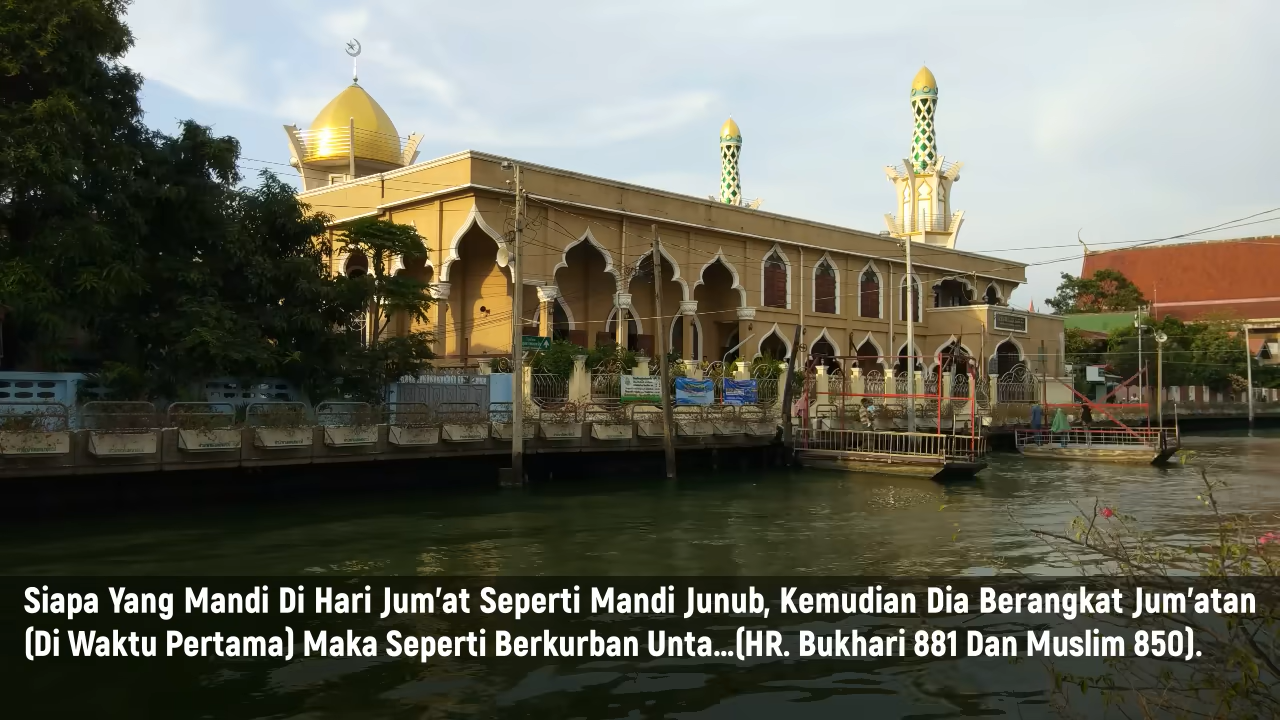 Siapa Yang Mandi Di Hari Jum'at Seperti Mandi Junub, Kemudian Dia Berangkat Jum'atan
(Di Waktu Pertama) Maka Seperti Berkurban Unta...(HR. Bukhari 881 Dan Muslim 850).